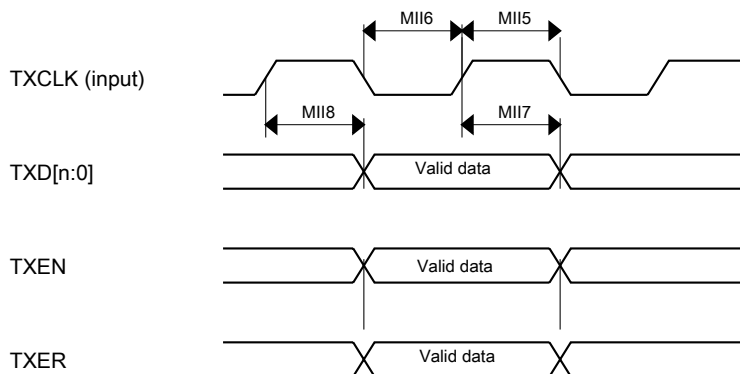 MII6 MII5
TXCLK (input)
MII8 MII7
TXD[n:0] Valid data
TXEN Valid data
TXER Valid data